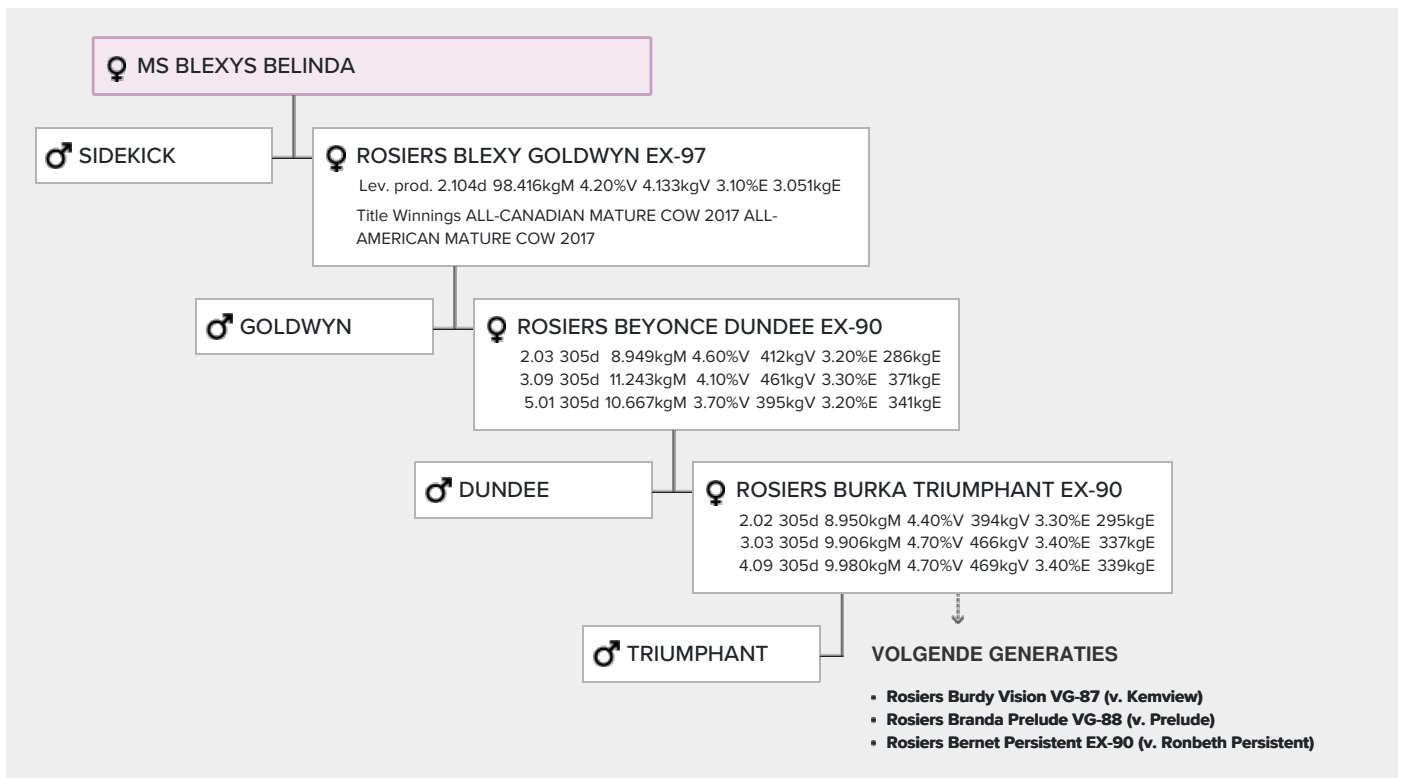 MS BLEXYS BELINDA
SIDEKICK
ROSIERS BLEXY GOLDWYN EX-97
Lev. prod. 2.104d 98.416kgM 4.20%V 4.133kgV 3.10%E 3.051kgE
Title Winnings ALL-CANADIAN MATURE COW 2017 ALL-
AMERICAN MATURE COW 2017
GOLDWYN
ROSIERS BEYONCE DUNDEE EX-90
2.03 305d 8.949kgM 4.60%V 412kgV 3.20%E 286kgE
3.09 305d 11.243kgM 4.10%V 461kgV 3.30%E 371kgE
5.01 305d 10.667kgM 3.70%V 395kgV 3.20%E 341kgE
DUNDEE
ROSIERS BURKA TRIUMPHANT EX-90
2.02 305d 8.950kgM 4.40%V 394kgV 3.30%E 295kgE
3.03 305d 9.906kgM 4.70%V 466kgV 3.40%E 337kgE
4.09 305d 9.980kgM 4.70%V 469kgV 3.40%E 339kgE
TRIUMPHANT
VOLGENDE GENERATIES
• Rosiers Burdy Vision VG-87 (v. Kemview)
• Rosiers Branda Prelude VG-88 (v. Prelude)
• Rosiers Bernet Persistent EX-90 (v. Ronbeth Persistent)